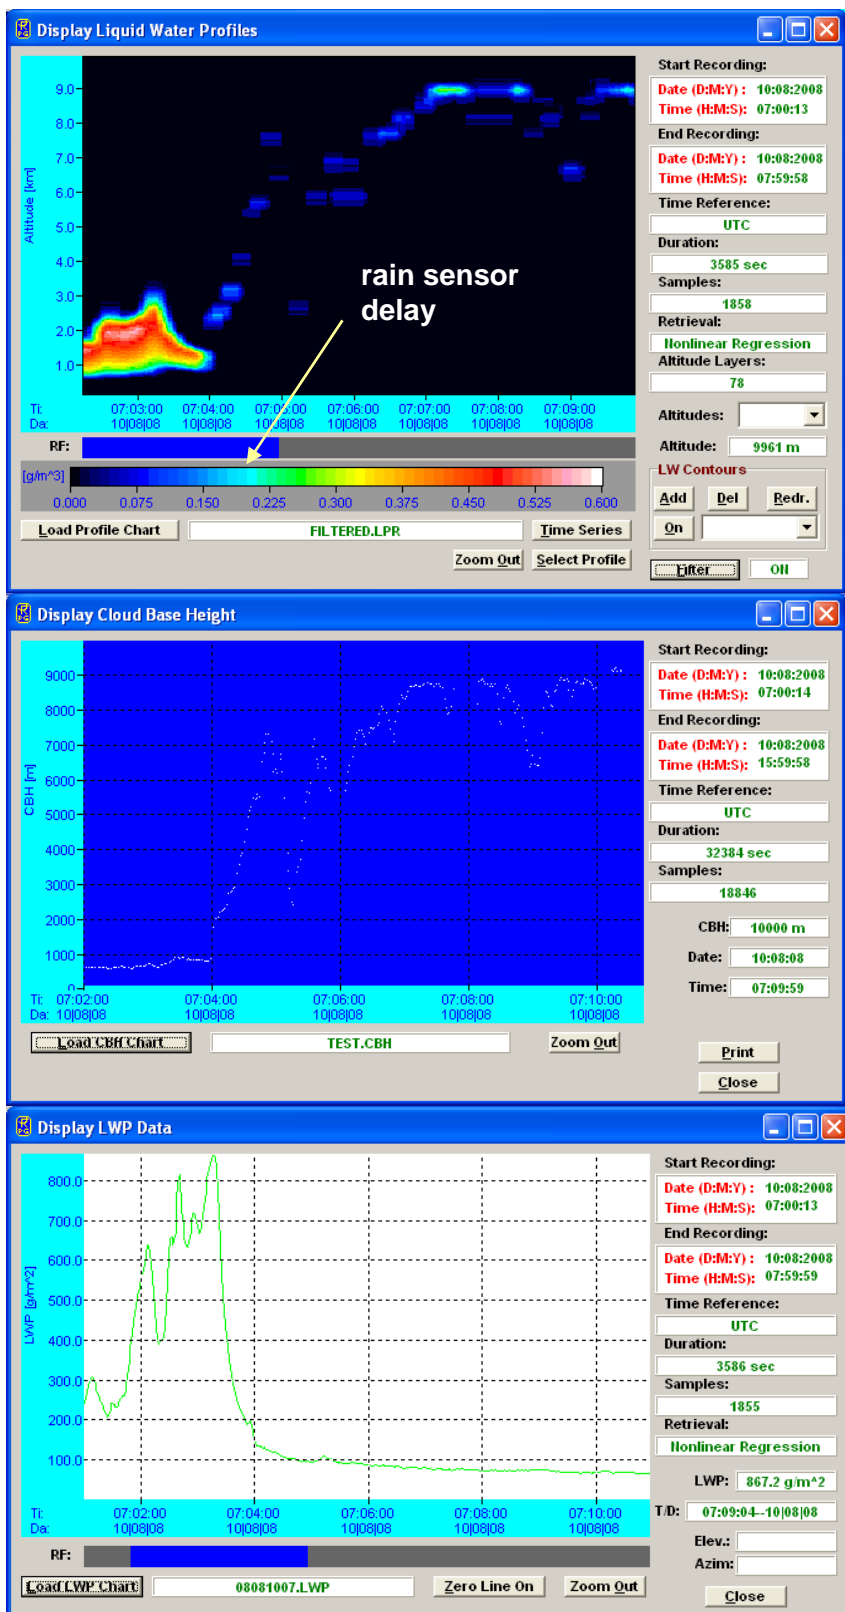 Display Liquid Water Profiles
Start Recording:
Date (D:M:Y) : 10:08:2008
Time (H:M:S): 07:00:13
End Recording:
Date (D:M:Y) : 10:08:2008
Time (H:M:S): 07:59:58
Time Reference:
UTC
Duration:
3585 sec
Samples:
1858
Retrieval:
Nonlinear Regression
Altitude Layers:
78
Altitudes:
Altitude: 9961 m
LW Contours
Add Del Redr.
On
Filter ON
Altitude [km]
9.0
8.0
7.0
6.0
5.0
4.0
3.0
2.0
1.0
rain sensor
delay
Ti: 07:03:00 07:04:00 07:05:00 07:06:00 07:07:00 07:08:00 07:09:00
Da: 10|08|08 10|08|08 10|08|08 10|08|08 10|08|08 10|08|08 10|08|08
RF:
[g/m^3]
0.000 0.075 0.150 0.225 0.300 0.375 0.450 0.525 0.600
Load Profile Chart FILTERED.LPR Time Series
Zoom Out Select Profile
Display Cloud Base Height
Start Recording:
Date (D:M:Y) : 10:08:2008
Time (H:M:S): 07:00:14
End Recording:
Date (D:M:Y) : 10:08:2008
Time (H:M:S): 15:59:58
Time Reference:
UTC
Duration:
32384 sec
Samples:
18846
CBH: 10000 m
Date: 10:08:08
Time: 07:09:59
Print
Close
CBH [m]
9000
8000
7000
6000
5000
4000
3000
2000
1000
0
Ti: 07:02:00 07:04:00 07:06:00 07:08:00 07:10:00
Da: 10|08|08 10|08|08 10|08|08 10|08|08 10|08|08
Load CBH Chart TEST.CBH Zoom Out
Display LWP Data
Start Recording:
Date (D:M:Y) : 10:08:2008
Time (H:M:S): 07:00:13
End Recording:
Date (D:M:Y) : 10:08:2008
Time (H:M:S): 07:59:59
Time Reference:
UTC
Duration:
3586 sec
Samples:
1855
Retrieval:
Nonlinear Regression
LWP: 867.2 g/m^2
T/D: 07:09:04--10|08|08
Elev.:
Azim:
Close
LWP [g/m^2]
800.0
700.0
600.0
500.0
400.0
300.0
200.0
100.0
Ti: 07:02:00 07:04:00 07:06:00 07:08:00 07:10:00
Da: 10|08|08 10|08|08 10|08|08 10|08|08 10|08|08
RF:
Load LWP Chart 08081007.LWP Zero Line On Zoom Out